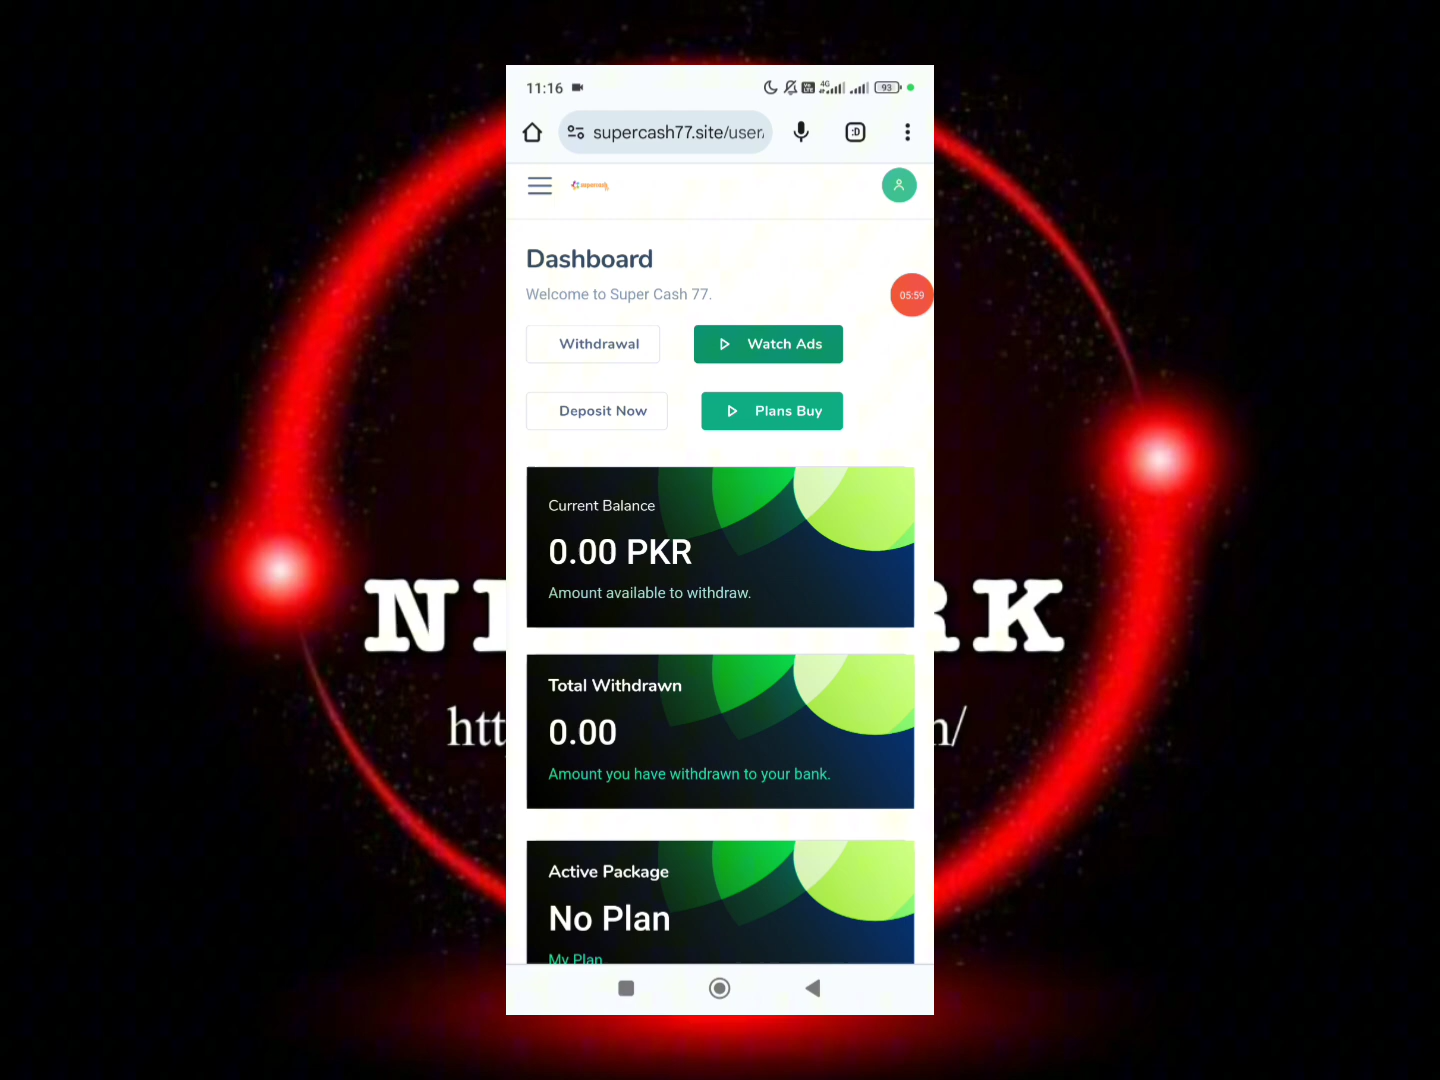 11:16
4G
93
supercash77.site/user/
:D
Dashboard
Welcome to Super Cash 77.
05:59
Withdrawal
Watch Ads
Deposit Now
Plans Buy
Current Balance
0.00 PKR
Amount available to withdraw.
Total Withdrawn
0.00
Amount you have withdrawn to your bank.
Active Package
No Plan
My Plan